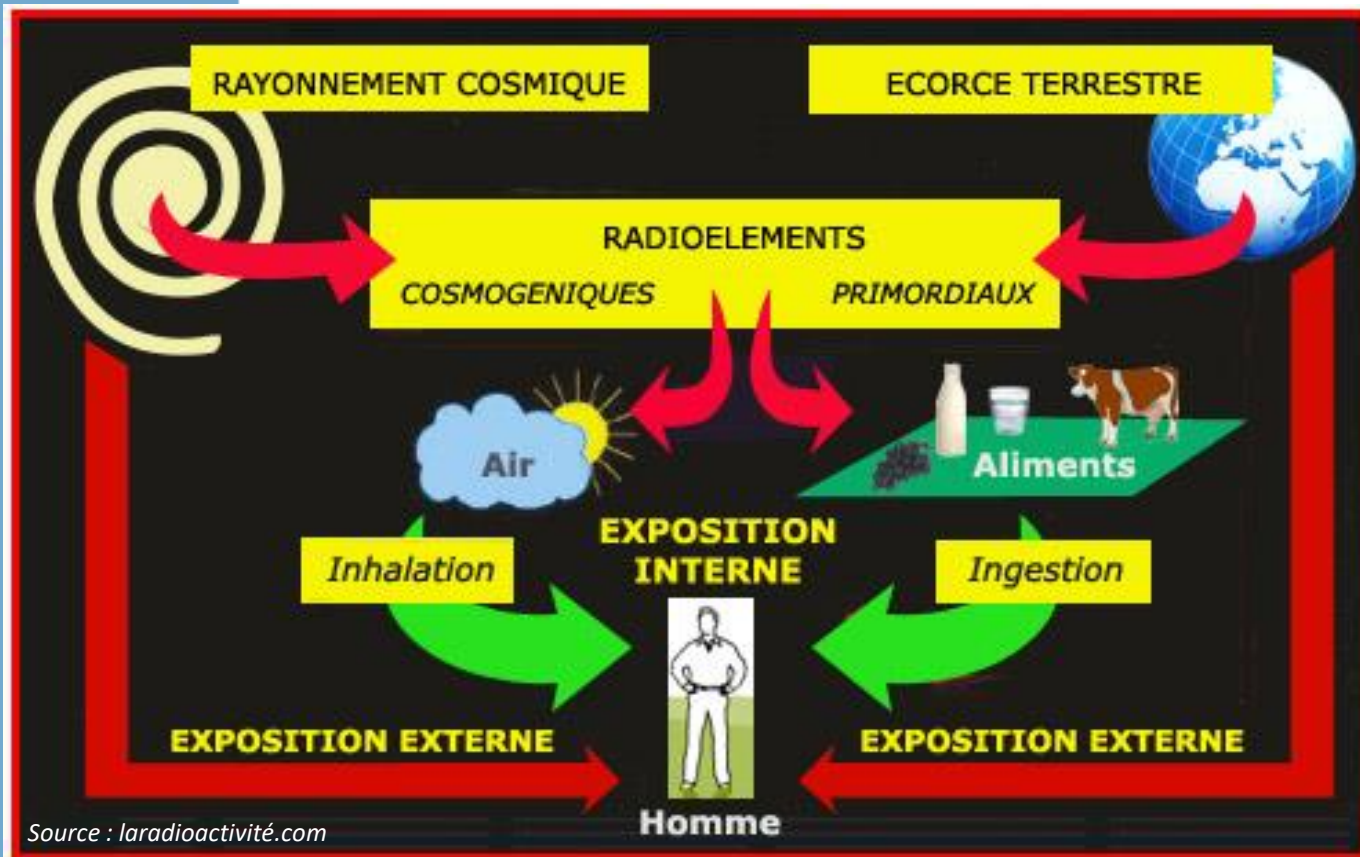 RAYONNEMENT COSMIQUE
ECORCE TERRESTRE
RADIOELEMENTS
COSMOGENIQUES
PRIMORDIAUX
Air
Aliments
EXPOSITION
INTERNE
Inhalation
Ingestion
EXPOSITION EXTERNE
EXPOSITION EXTERNE
Homme
Source : laradioactivité.com